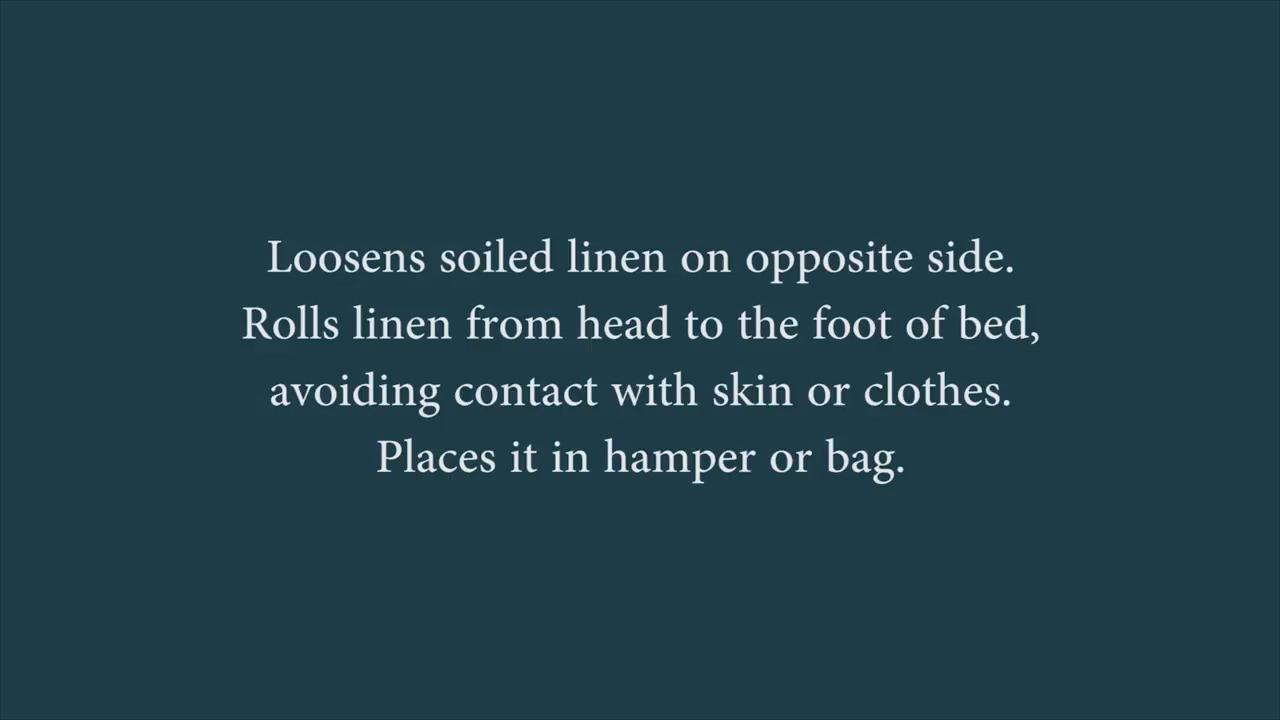 Loosens soiled linen on opposite side.
Rolls linen from head to the foot of bed,
avoiding contact with skin or clothes.
Places it in hamper or bag.